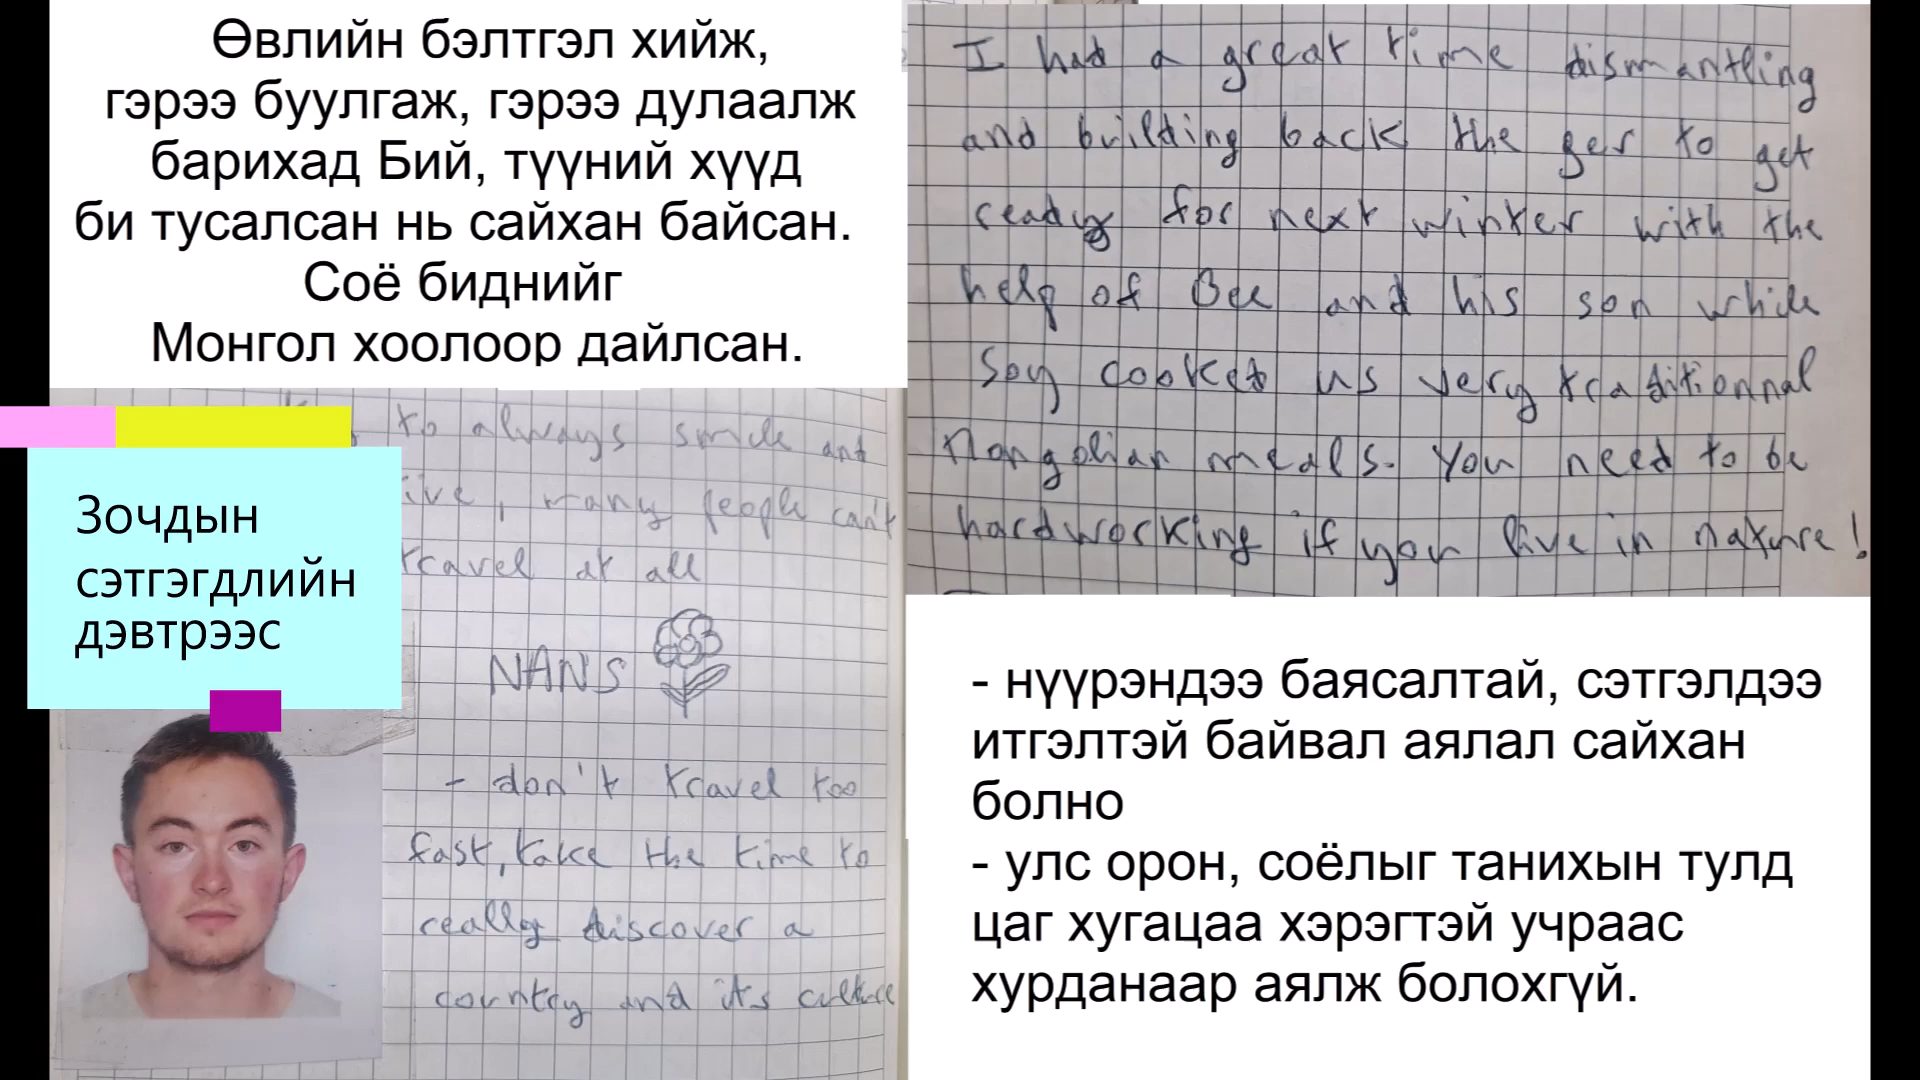 Өвлийн бэлтгэл хийж,
гэрээ буулгаж, гэрээ дулаалж
барихад Бий, түүний хүүд
би тусалсан нь сайхан байсан.
Соё биднийг
Монгол хоолоор дайлсан.
I had a great time dismantling
and building back the ger to get
ready for next winter with the
help of Bee and his son while
Soy cooked us very traditionnal
Mongolian meals. You need to be
hardworking if you live in nature!
to always smile and
many people can't
travel at all
NANS
- don't travel too
fast, take the time to
really discover a
country and its culture
Зочдын
сэтгэгдлийн
дэвтрээс
- нүүрэндээ баясалтай, сэтгэлдээ
итгэлтэй байвал аялал сайхан
болно
- улс орон, соёлыг танихын тулд
цаг хугацаа хэрэгтэй учраас
хурданаар аялж болохгүй.